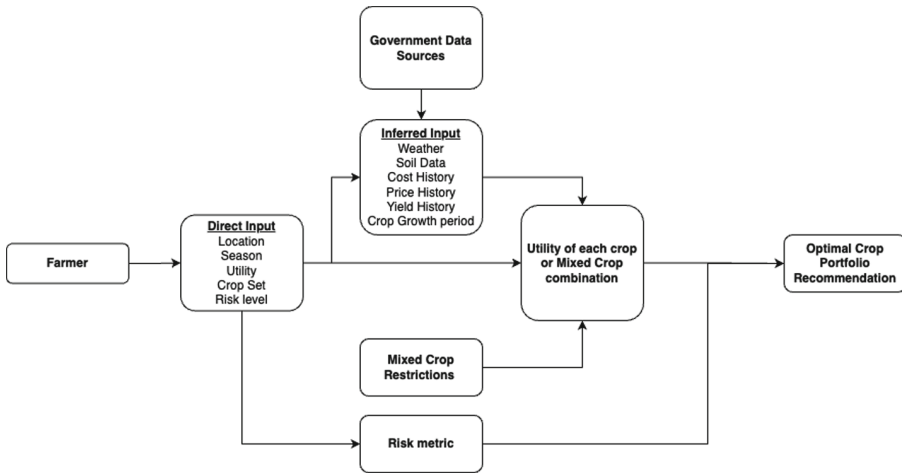 Government Data
Sources
Inferred Input
Weather
Soil Data
Cost History
Price History
Yield History
Crop Growth period
Direct Input
Location
Season
Utility
Crop Set
Risk level
Farmer
Utility of each crop
or Mixed Crop
combination
Optimal Crop
Portfolio
Recommendation
Mixed Crop
Restrictions
Risk metric